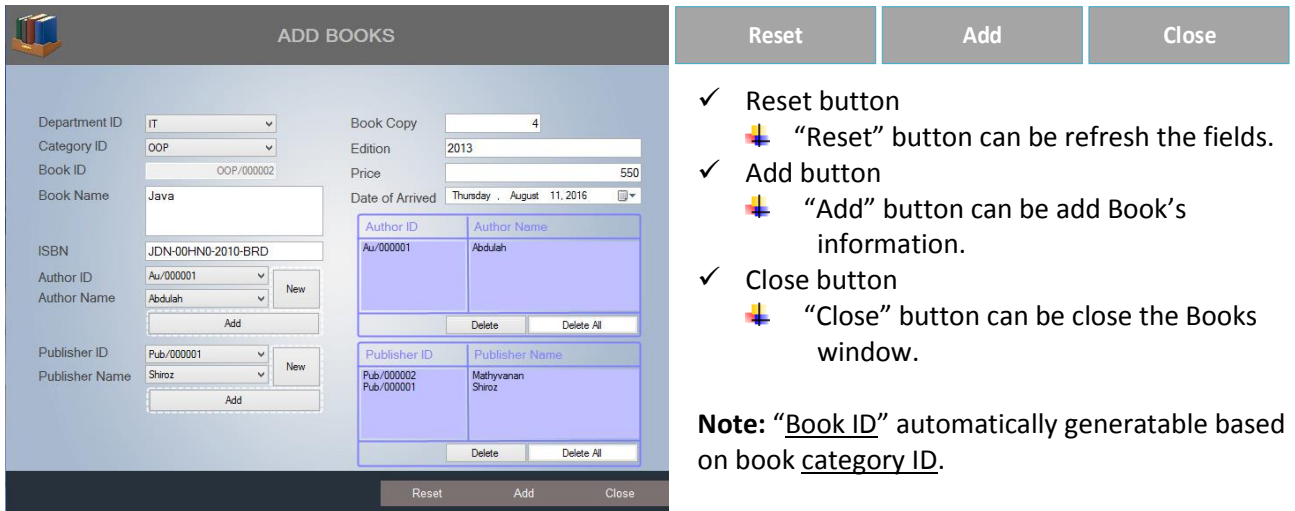 ADD BOOKS
Department ID IT
Category ID OOP
Book ID OOP/000002
Book Name Java
ISBN JDN-00HN0-2010-BRD
Author ID Au/000001
New
Author Name Abdulah
Add
Publisher ID Pub/000001
New
Publisher Name Shiroz
Add
Book Copy 4
Edition 2013
Price 550
Date of Arrived Thursday , August 11, 2016
Author ID Author Name
Au/000001 Abdulah
Delete Delete All
Publisher ID Publisher Name
Pub/000002 Mathyvanan
Pub/000001 Shiroz
Delete Delete All
Reset Add Close
Reset Add Close
✓ Reset button
“Reset” button can be refresh the fields.
✓ Add button
“Add” button can be add Book’s
information.
✓ Close button
“Close” button can be close the Books
window.
Note: “Book ID” automatically generatable based
on book category ID.